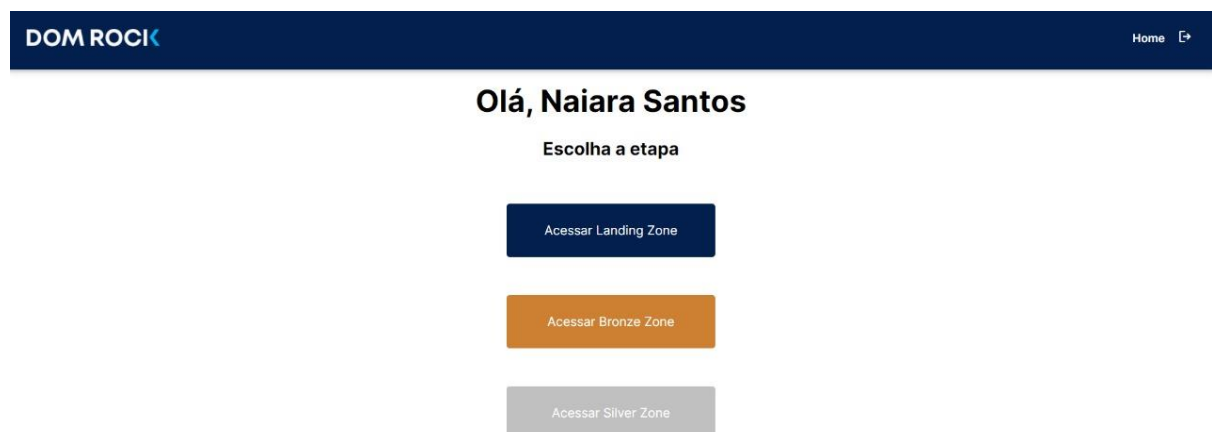 DOM ROCK
Home
Olá, Naiara Santos
Escolha a etapa
Acessar Landing Zone
Acessar Bronze Zone
Acessar Silver Zone